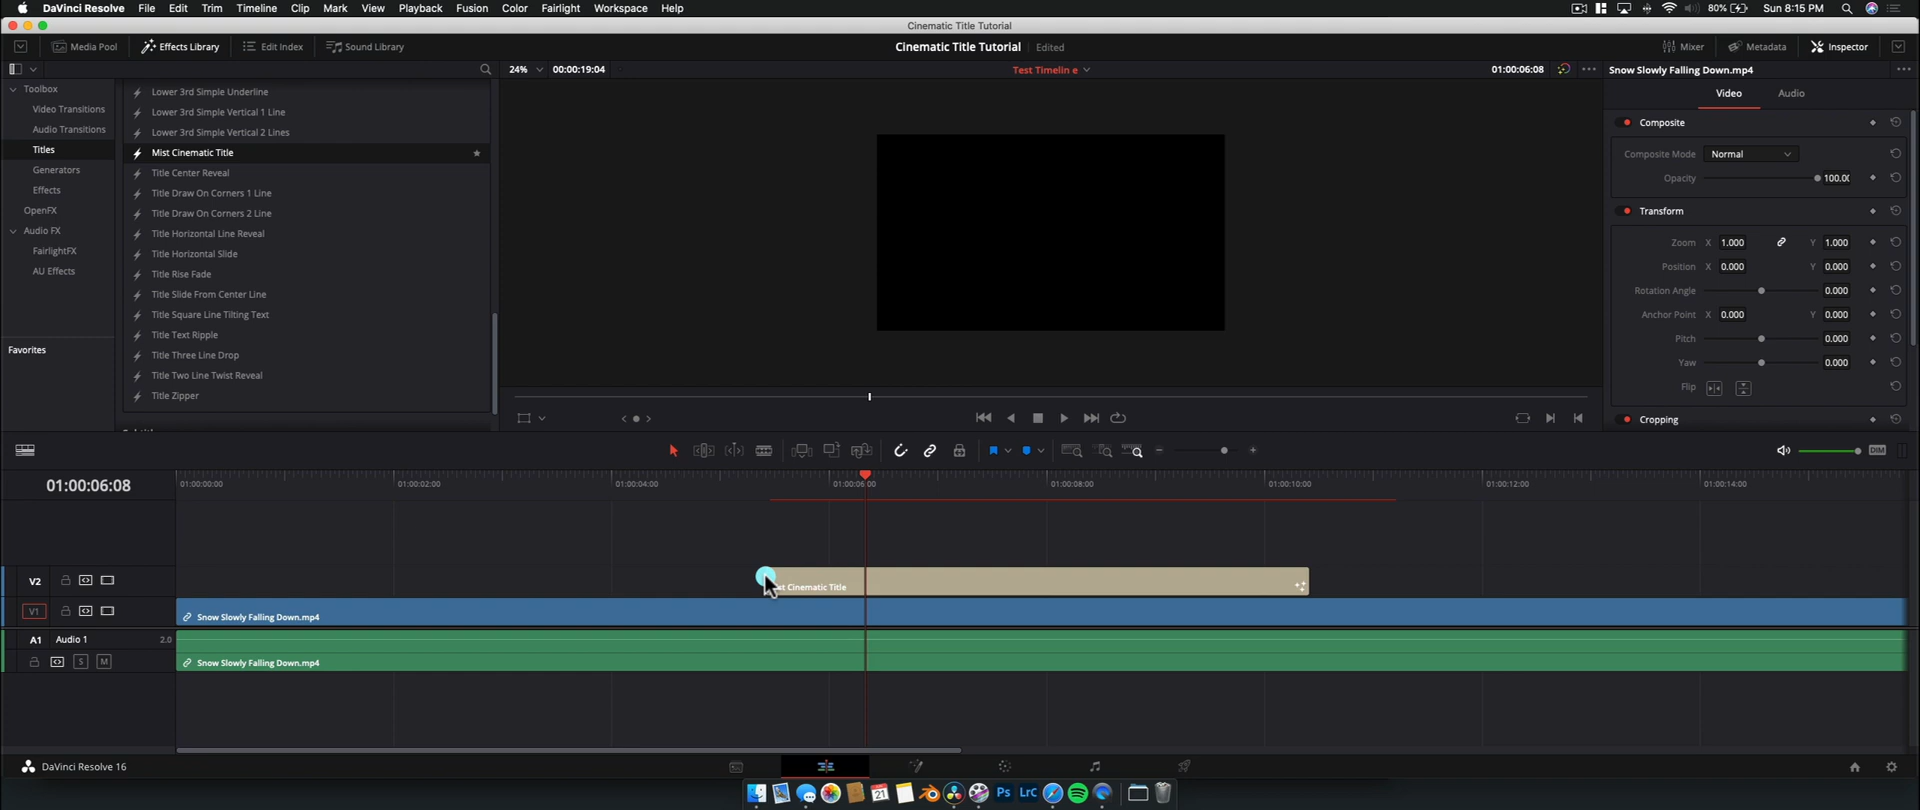 DaVinci Resolve File Edit Trim Timeline Clip Mark View Playback Fusion Color Fairlight Workspace Help 80% Sun 8:15 PM
Cinematic Title Tutorial
Media Pool Effects Library Edit Index Sound Library Cinematic Title Tutorial Edited Mixer Metadata Inspector
24% 00:00:19:04 Test Timelin e 01:00:06:08 Snow Slowly Falling Down.mp4
Toolbox
Video Transitions
Audio Transitions
Titles
Generators
Effects
OpenFX
Audio FX
FairlightFX
AU Effects
Favorites
Lower 3rd Simple Underline
Lower 3rd Simple Vertical 1 Line
Lower 3rd Simple Vertical 2 Lines
Mist Cinematic Title
Title Center Reveal
Title Draw On Corners 1 Line
Title Draw On Corners 2 Line
Title Horizontal Line Reveal
Title Horizontal Slide
Title Rise Fade
Title Slide From Center Line
Title Square Line Tilting Text
Title Text Ripple
Title Three Line Drop
Title Two Line Twist Reveal
Title Zipper
Video Audio
Composite
Composite Mode Normal
Opacity 100.00
Transform
Zoom X 1.000 Y 1.000
Position X 0.000 Y 0.000
Rotation Angle 0.000
Anchor Point X 0.000 Y 0.000
Pitch 0.000
Yaw 0.000
Flip
Cropping
DIM
01:00:06:08 01:00:00:00 01:00:02:00 01:00:04:00 01:00:06:00 01:00:08:00 01:00:10:00 01:00:12:00 01:00:14:00
V2 Cinematic Title
V1 Snow Slowly Falling Down.mp4
A1 Audio 1 2.0
S M Snow Slowly Falling Down.mp4
DaVinci Resolve 16
21 Ps LrC